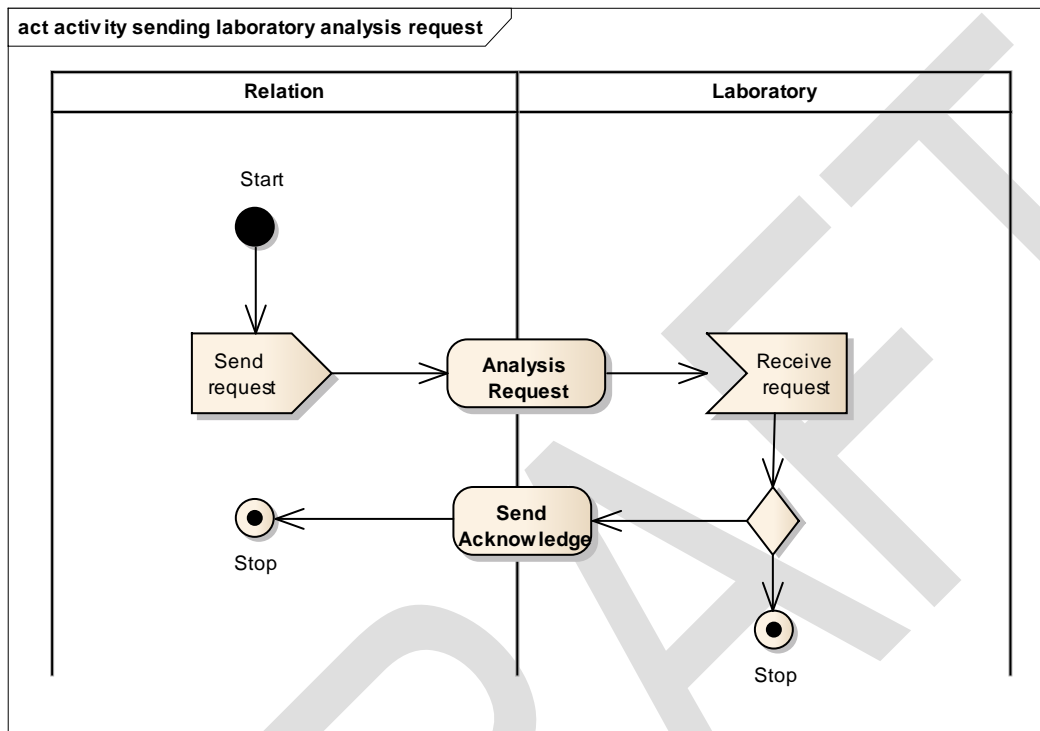 act activity sending laboratory analysis request
Relation
Laboratory
Start
Send
request
Analysis
Request
Receive
request
Send
Acknowledge
Stop
Stop
DRAFT